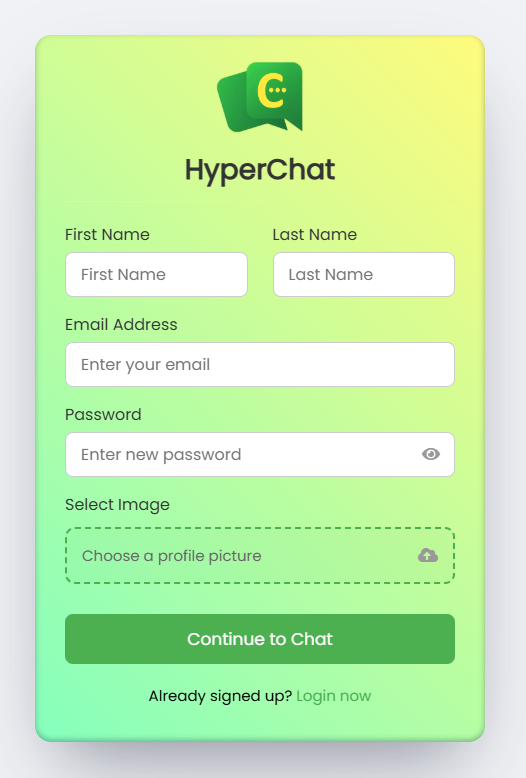 C
HyperChat
First Name Last Name
First Name Last Name
Email Address
Enter your email
Password
Enter new password
Select Image
Choose a profile picture
Continue to Chat
Already signed up? Login now